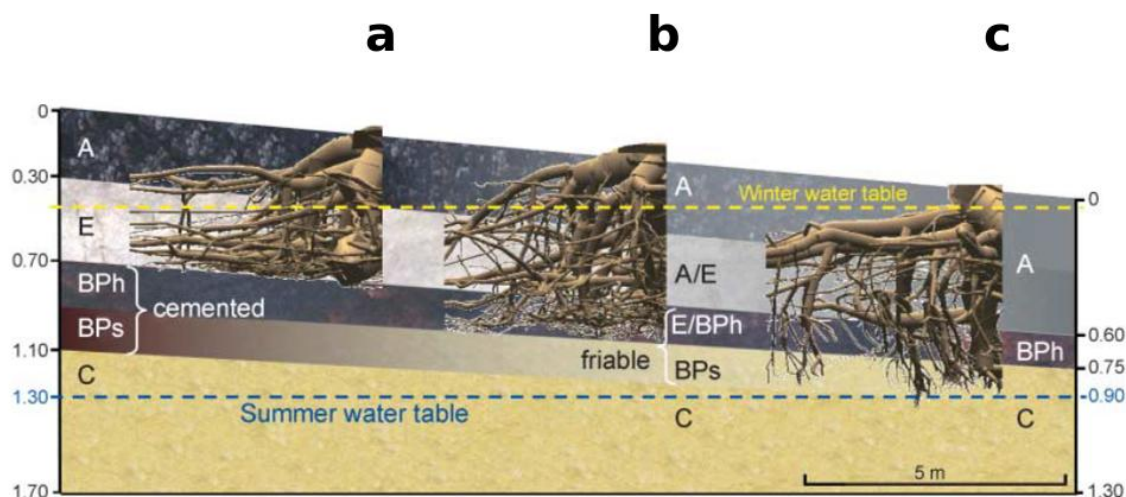 a b c
0
A
0.30
E
0.70
BPh
BPs
cemented
1.10
C
1.30
Summer water table
1.70
A
A/E
E/BPh
friable
BPs
C
Winter water table
0
A
0.60
BPh
0.75
0.90
C
5 m
1.30